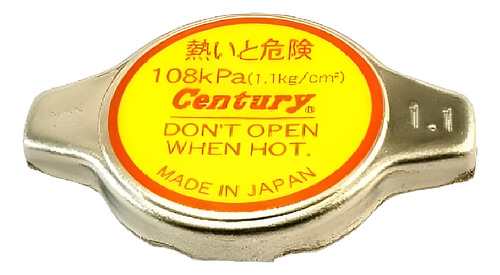 熱いと危険
108kPa(1.1kg/cm²)
Century®
DON'T OPEN
WHEN HOT.
MADE IN JAPAN
1.1